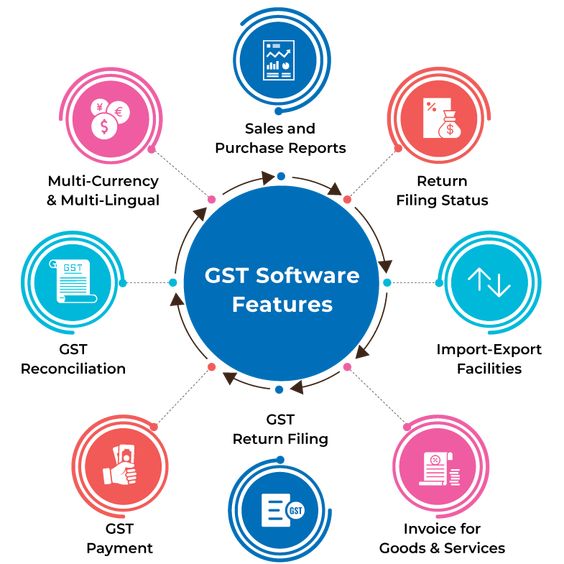 Sales and
Purchase Reports
Multi-Currency
& Multi-Lingual
Return
Filing Status
GST Software
Features
GST
GST
Reconciliation
Import-Export
Facilities
GST
Return Filing
GST
GST
Payment
Invoice for
Goods & Services